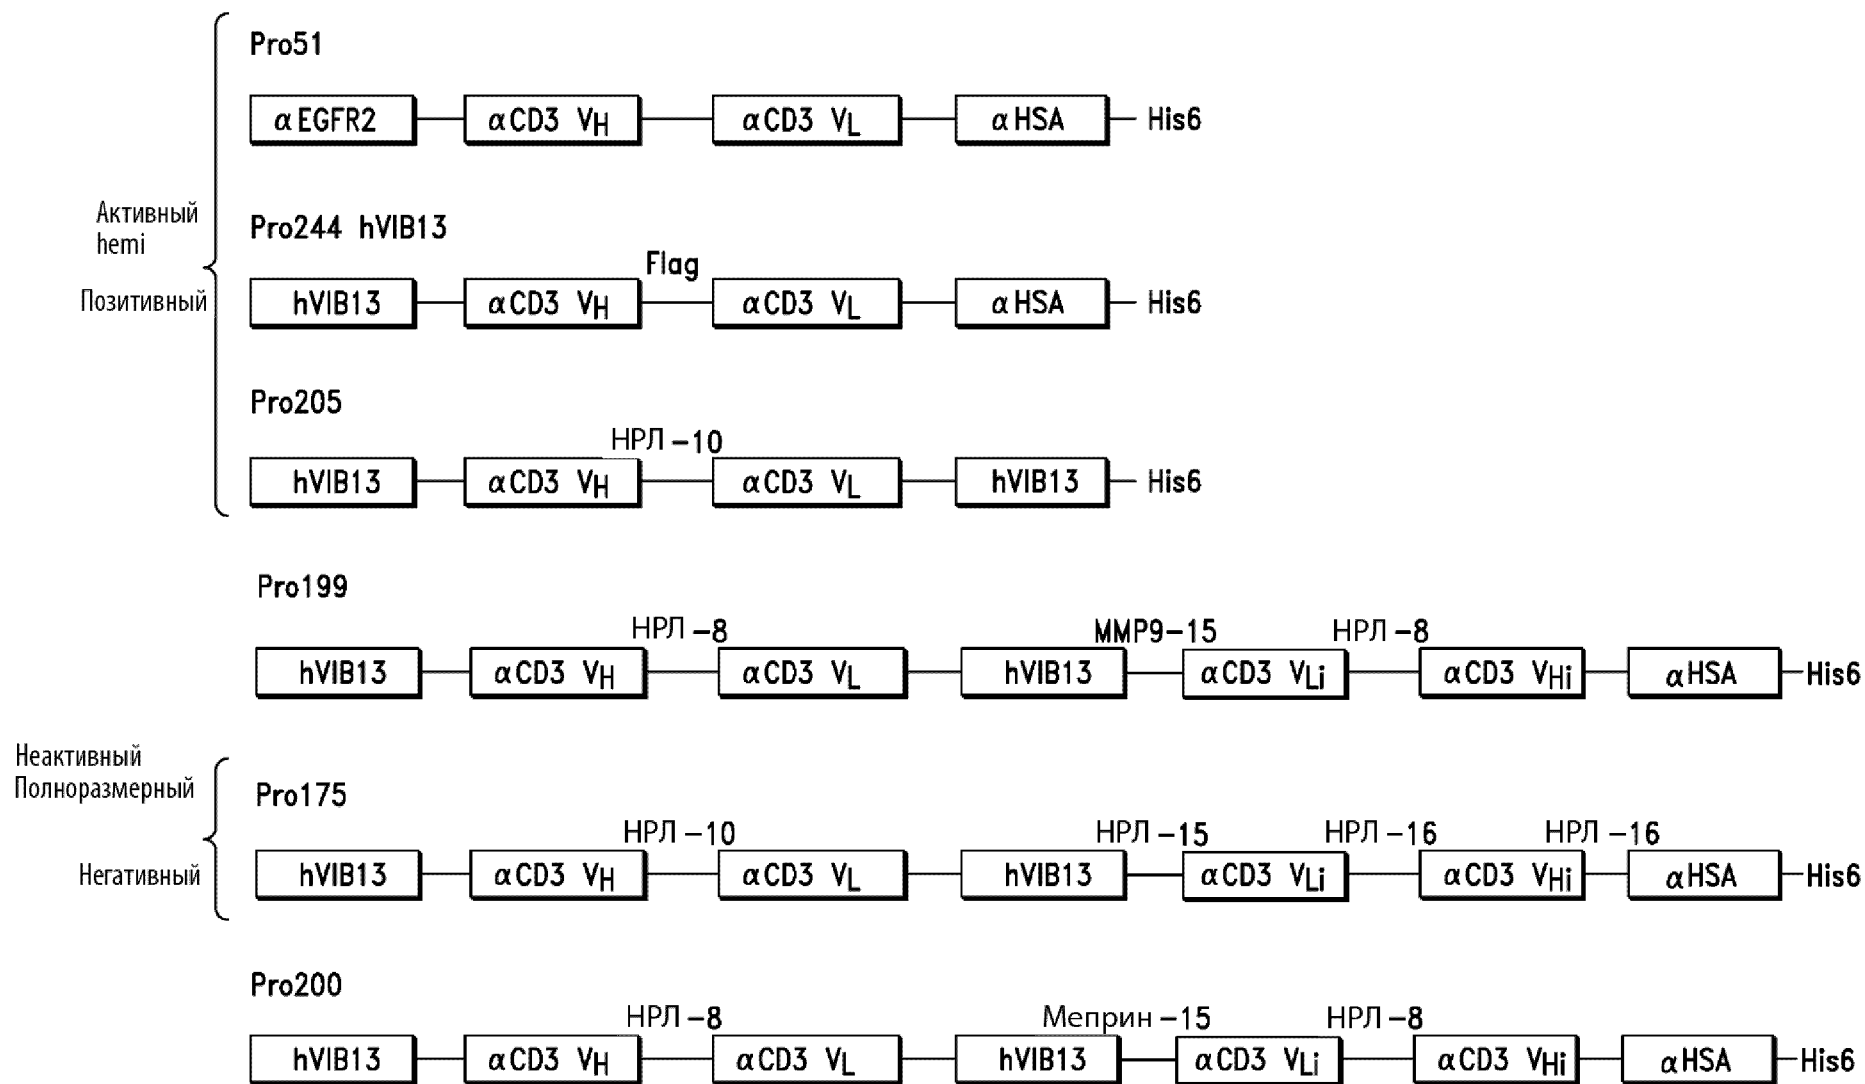 Pro51
αEGFR2 αCD3 VH αCD3 VL αHSA His6
Активный
hemi
Позитивный
Pro244 hVIB13
Flag
hVIB13 αCD3 VH αCD3 VL αHSA His6
Pro205
НРЛ -10
hVIB13 αCD3 VH αCD3 VL hVIB13 His6
Pro199
НРЛ -8 MMP9-15 НРЛ -8
hVIB13 αCD3 VH αCD3 VL hVIB13 αCD3 VLi αCD3 VHi αHSA His6
Неактивный
Полноразмерный
Негативный
Pro175
НРЛ -10 НРЛ -15 НРЛ -16 НРЛ -16
hVIB13 αCD3 VH αCD3 VL hVIB13 αCD3 VLi αCD3 VHi αHSA His6
Pro200
НРЛ -8 Меприн -15 НРЛ -8
hVIB13 αCD3 VH αCD3 VL hVIB13 αCD3 VLi αCD3 VHi αHSA His6